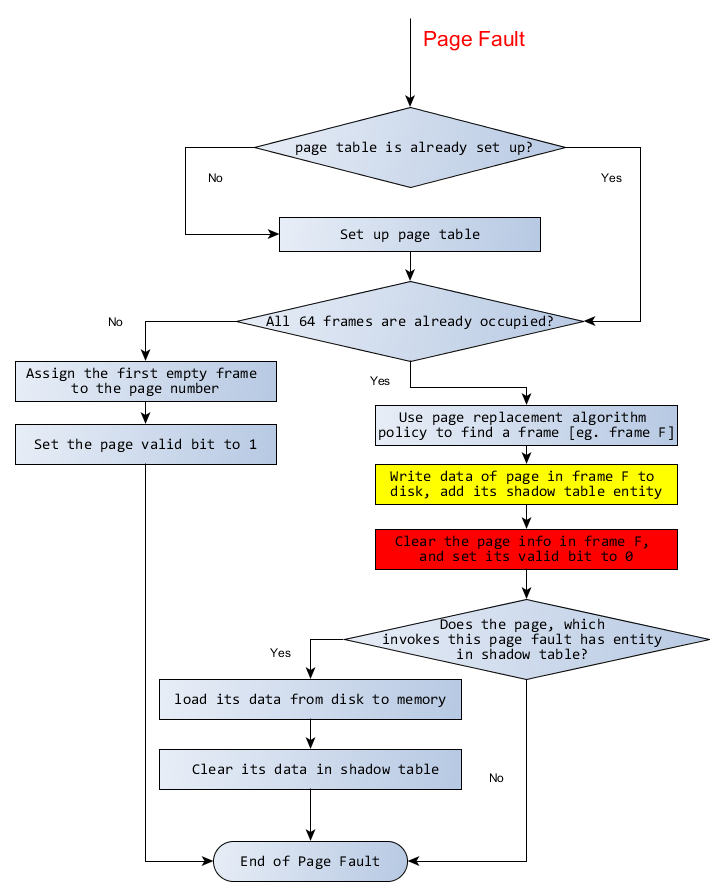 Page Fault
page table is already set up?
No
Yes
Set up page table
All 64 frames are already occupied?
No
Assign the first empty frame
to the page number
Yes
Set the page valid bit to 1
Use page replacement algorithm
policy to find a frame [eg. frame F]
Write data of page in frame F to
disk, add its shadow table entity
Clear the page info in frame F,
and set its valid bit to 0
Does the page, which
invokes this page fault has entity
in shadow table?
Yes
load its data from disk to memory
Clear its data in shadow table
No
End of Page Fault